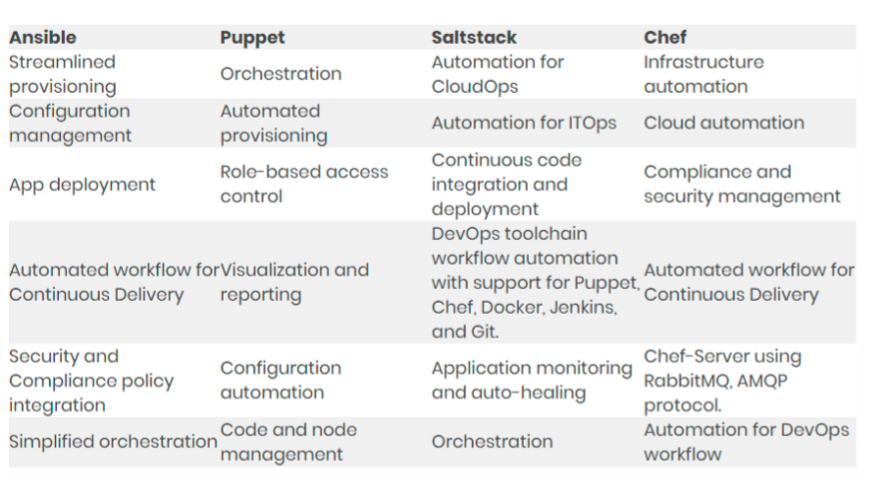 Ansible Puppet Saltstack Chef
Streamlined provisioning Orchestration Automation for CloudOps Infrastructure automation
Configuration management Automated provisioning Automation for ITOps Cloud automation
App deployment Role-based access control Continuous code integration and deployment Compliance and security management
Automated workflow for Continuous Delivery Visualization and reporting DevOps toolchain workflow automation with support for Puppet, Chef, Docker, Jenkins, and Git. Automated workflow for Continuous Delivery
Security and Compliance policy integration Configuration automation Application monitoring and auto-healing Chef-Server using RabbitMQ, AMQP protocol.
Simplified orchestration Code and node management Orchestration Automation for DevOps workflow